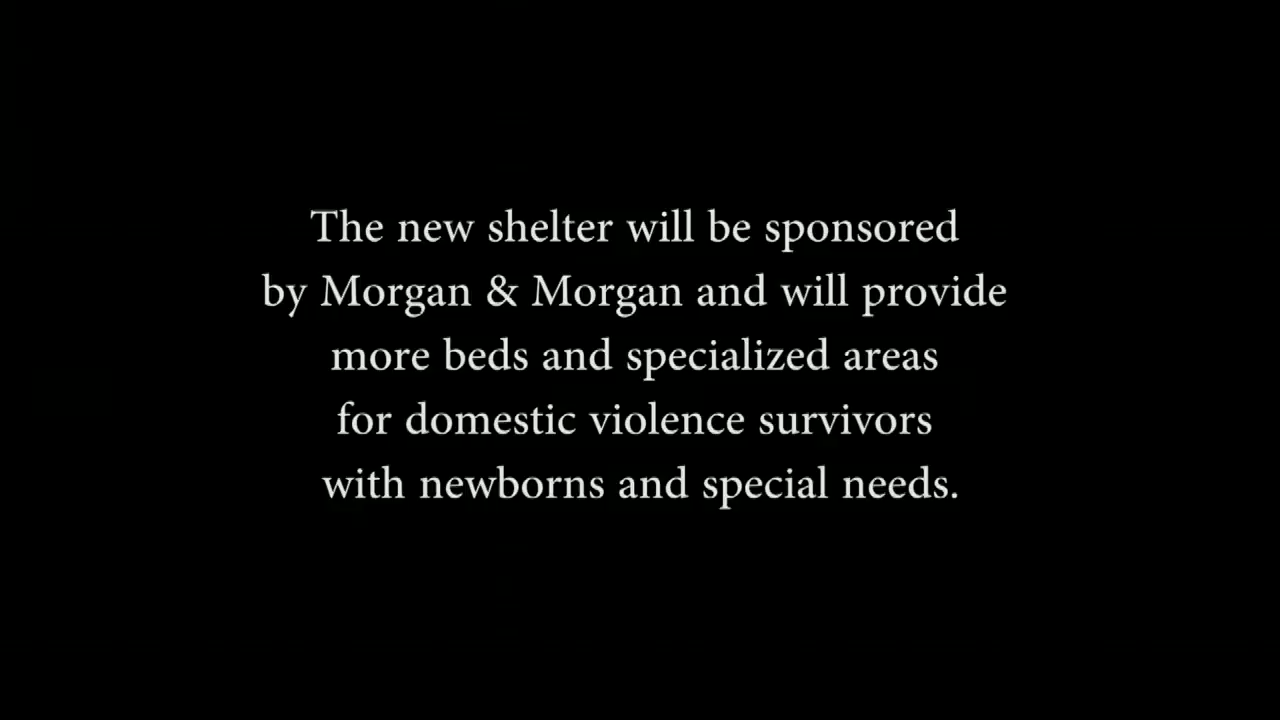 The new shelter will be sponsored
by Morgan & Morgan and will provide
more beds and specialized areas
for domestic violence survivors
with newborns and special needs.